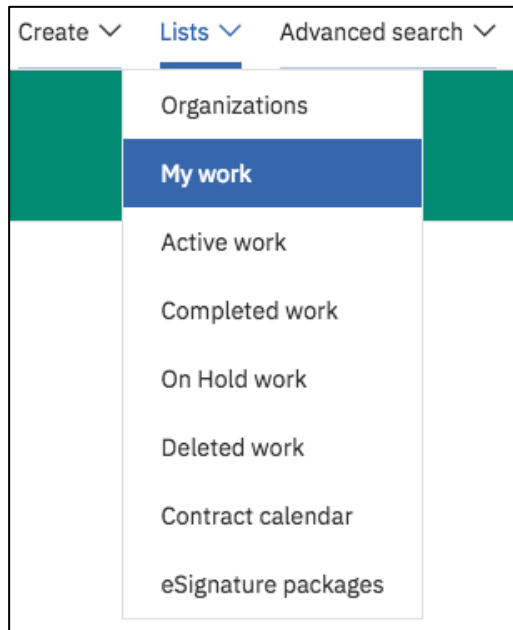 Create Lists Advanced search
Organizations
My work
Active work
Completed work
On Hold work
Deleted work
Contract calendar
eSignature packages